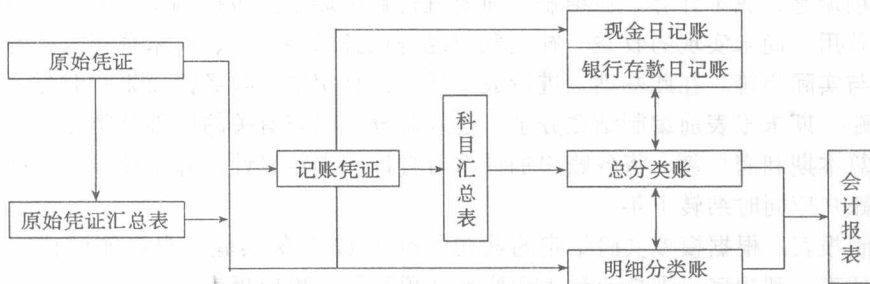 现金日记账
银行存款日记账
原始凭证
科目汇总表
记账凭证
总分类账
会计报表
原始凭证汇总表
明细分类账